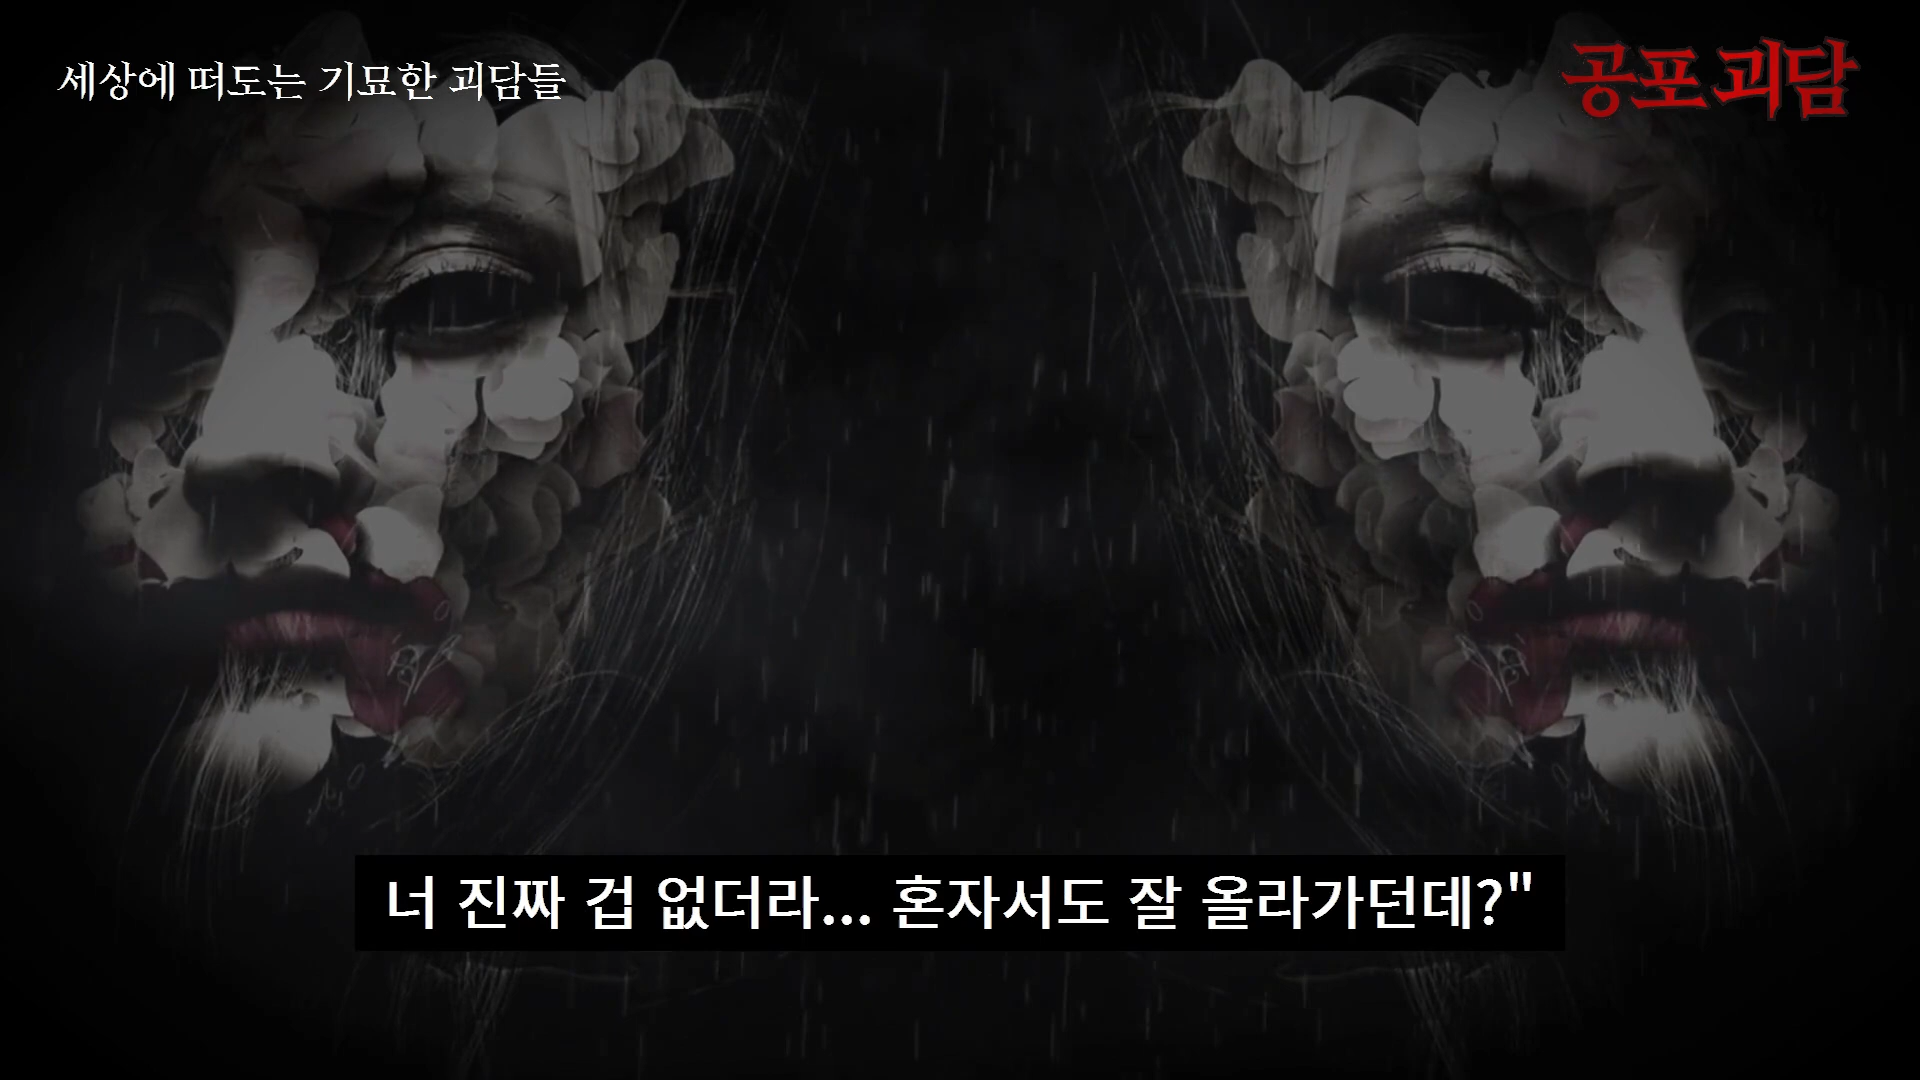 세상에 떠도는 기묘한 괴담들
공포 괴담
너 진짜 겁 없더라... 혼자서도 잘 올라가던데?"